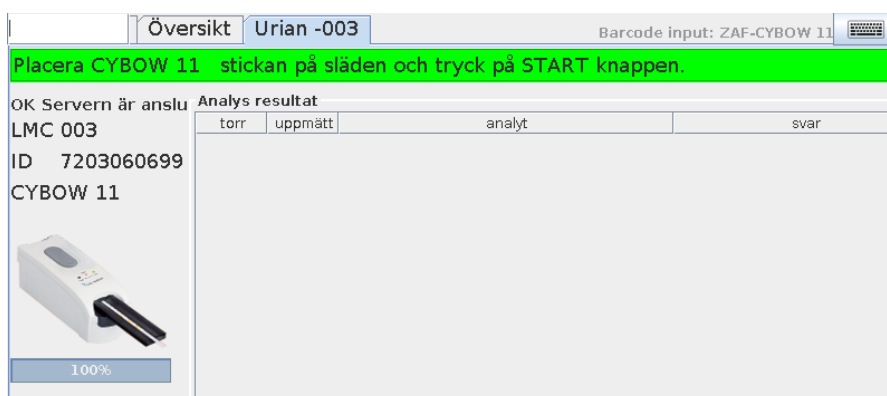 Översikt Urian -003 Barcode input: ZAF-CYBOW 11
Placera CYBOW 11 stickan på släden och tryck på START knappen.
OK Servern är anslu Analys resultat
torr uppmätt analyt svar
LMC 003
ID 7203060699
CYBOW 11
100%